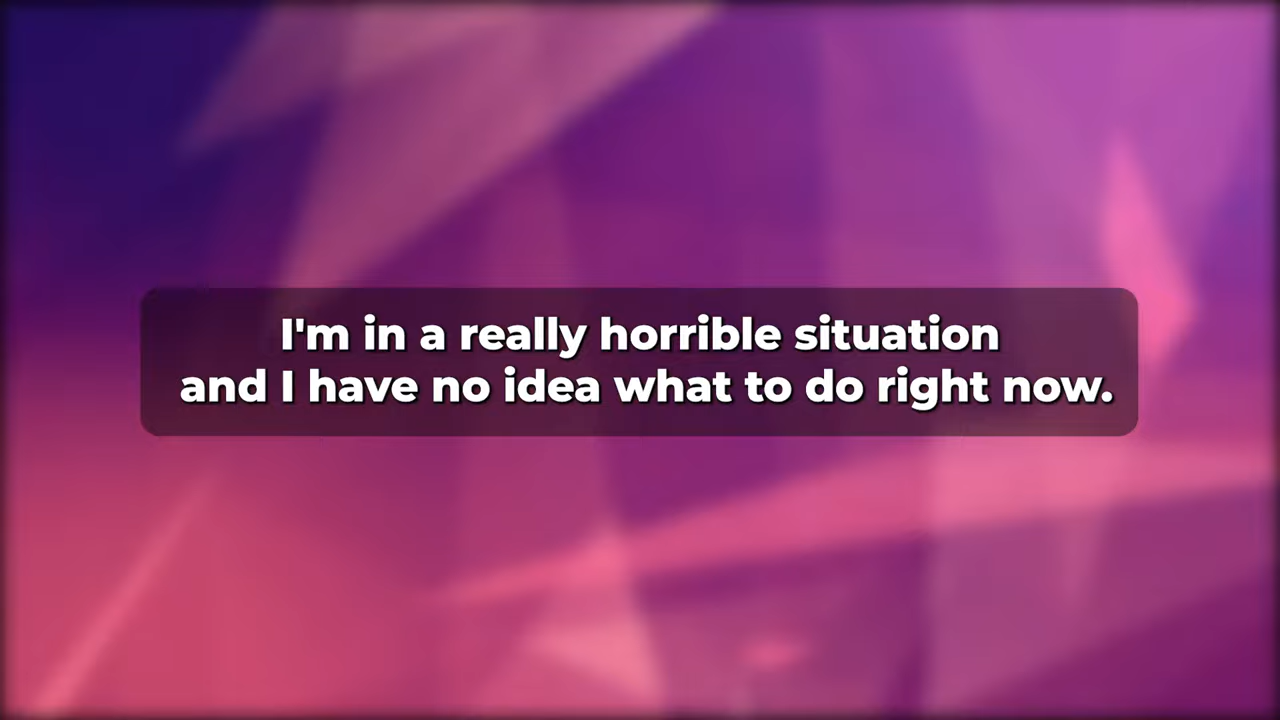 I'm in a really horrible situation
and I have no idea what to do right now.